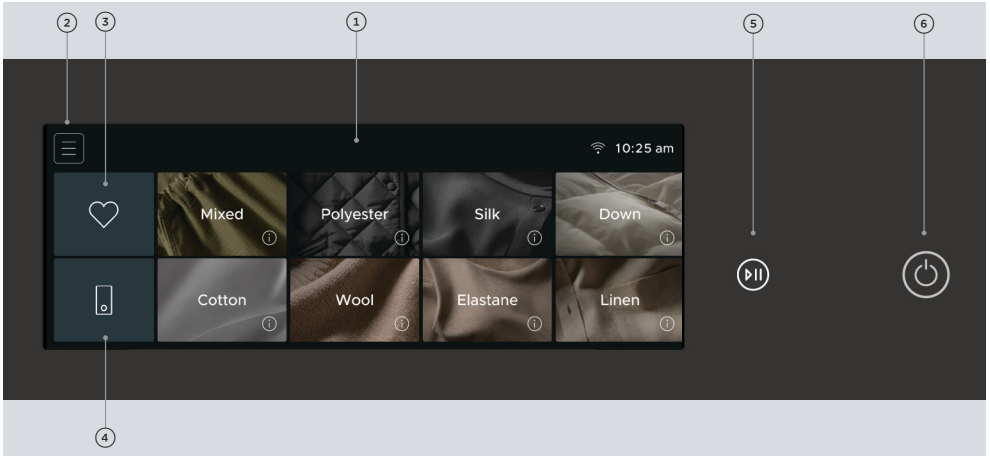 2 3 1 5 6
10:25 am
Mixed Polyester Silk Down
Cotton Wool Elastane Linen
4